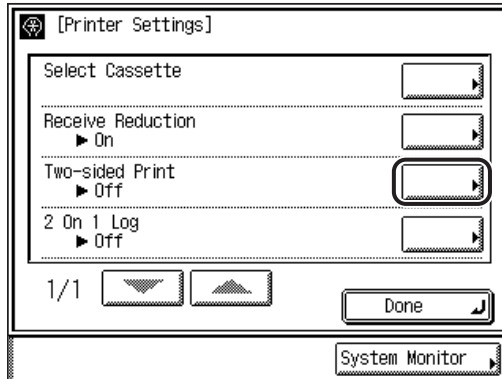 [Printer Settings]
Select Cassette
Receive Reduction
► On
Two-sided Print
► Off
2 On 1 Log
► Off
1/1
Done
System Monitor